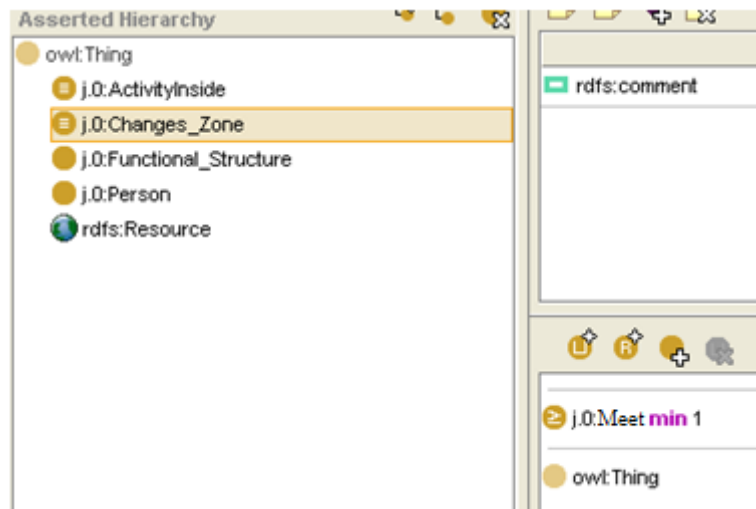 Asserted Hierarchy
owl:Thing
j.0:ActivityInside
j.0:Changes_Zone
j.0:Functional_Structure
j.0:Person
rdfs:Resource
rdfs:comment
j.0:Meet min 1
owl:Thing